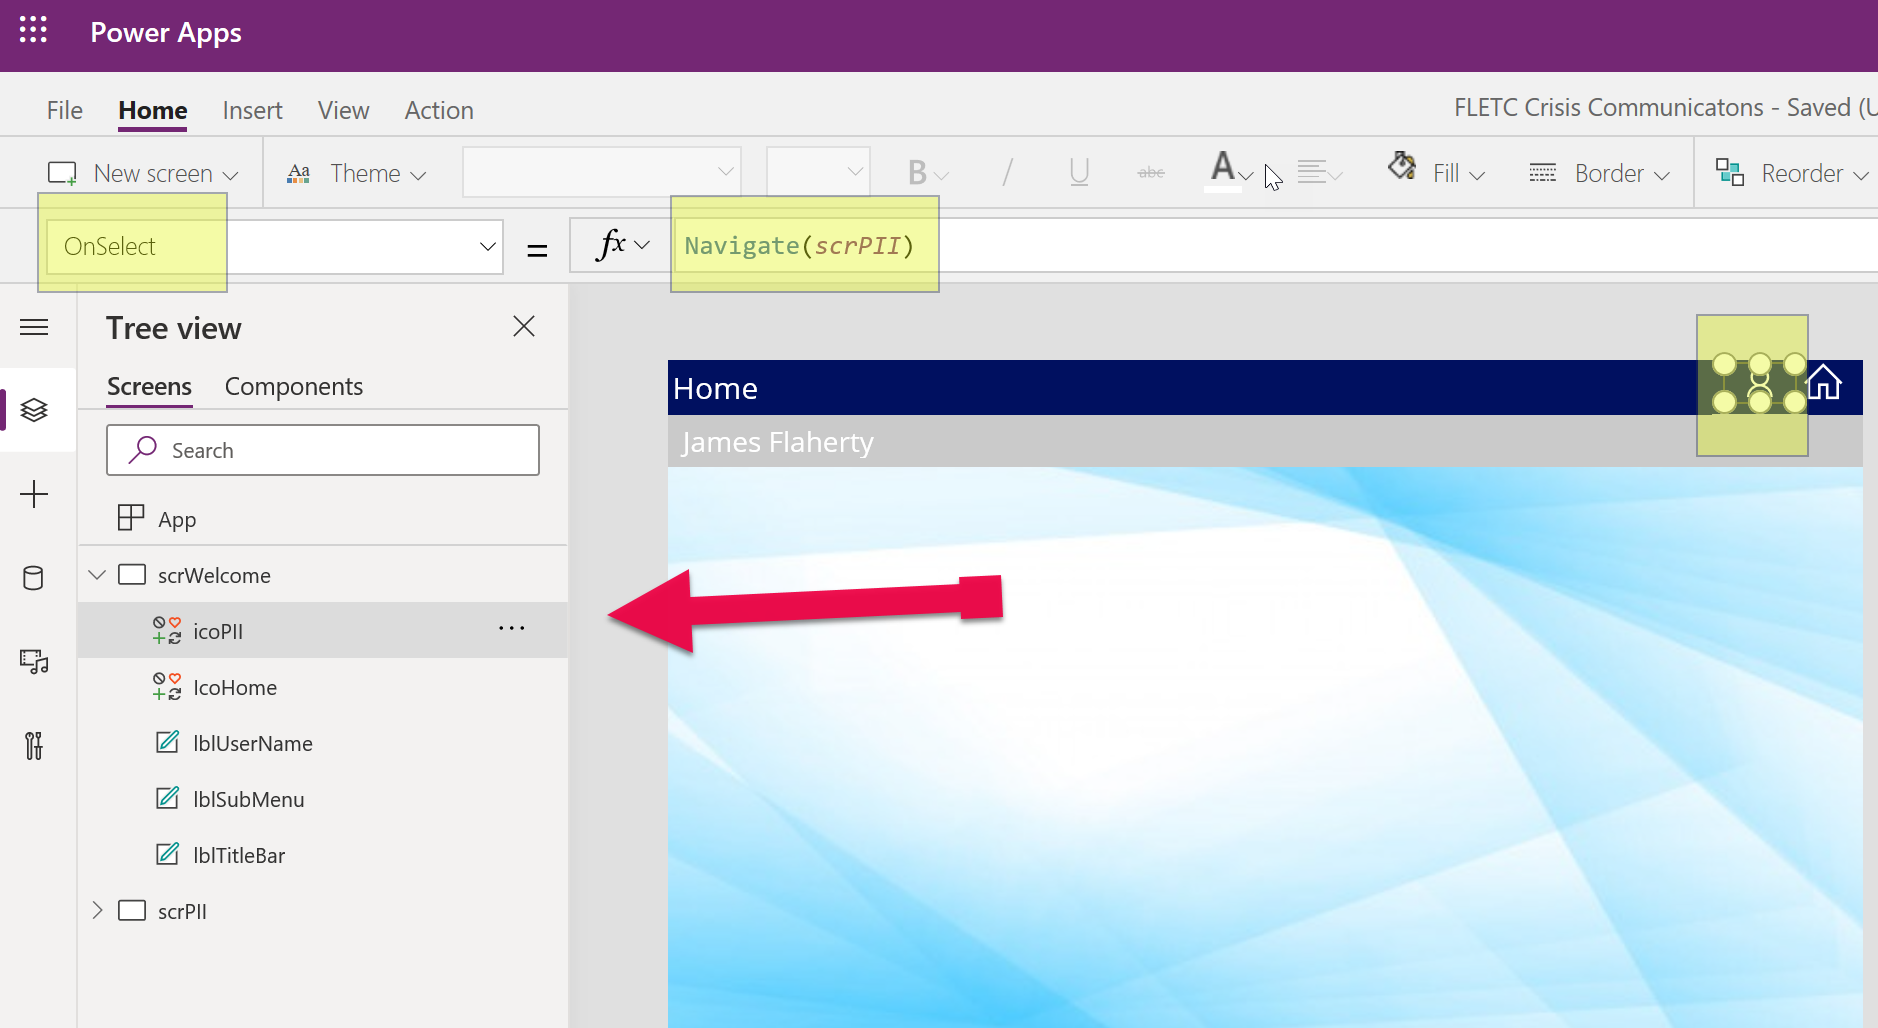 Power Apps
File Home Insert View Action
FLETC Crisis Communicatons - Saved (U
New screen Aa Theme B / U abc A Fill Border Reorder
OnSelect = fx Navigate(scrPII)
Tree view
Screens Components
Search
App
scrWelcome
icoPII
IcoHome
lblUserName
lblSubMenu
lblTitleBar
scrPII
Home
James Flaherty